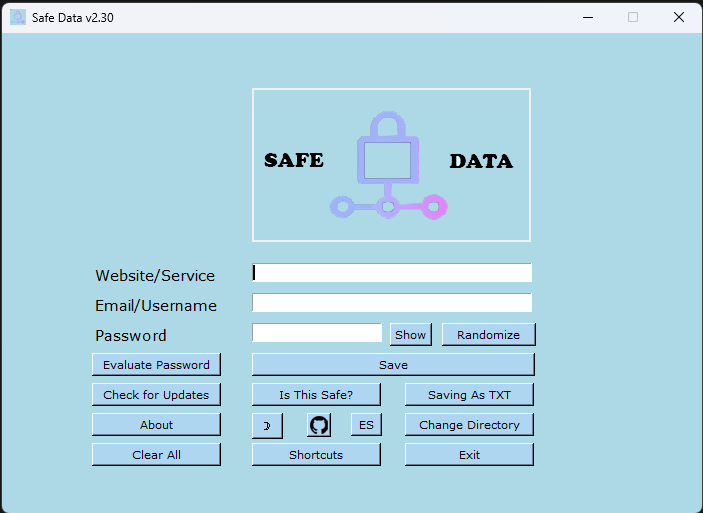 Safe Data v2.30
SAFE DATA
Website/Service
Email/Username
Password Show Randomize
Evaluate Password Save
Check for Updates Is This Safe? Saving As TXT
About ES Change Directory
Clear All Shortcuts Exit